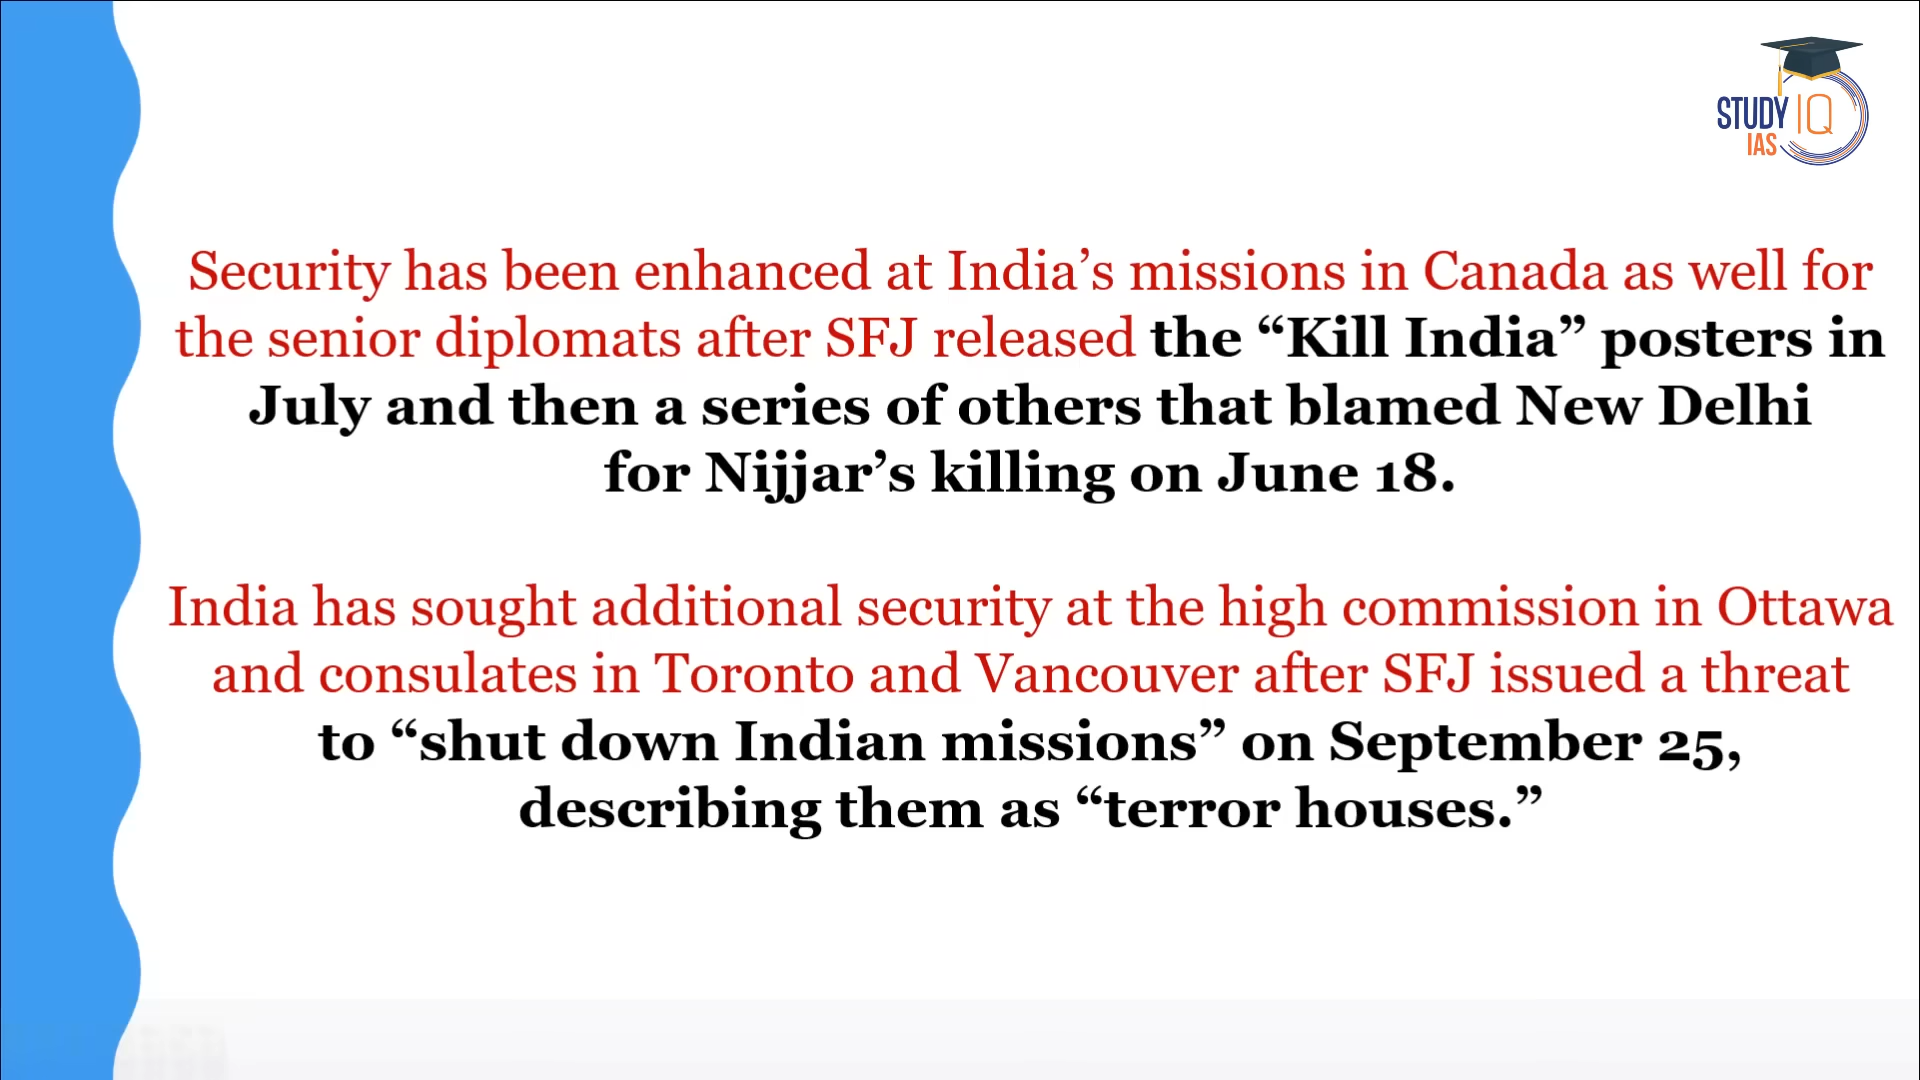 STUDY IQ
IAS
Security has been enhanced at India’s missions in Canada as well for
the senior diplomats after SFJ released the “Kill India” posters in
July and then a series of others that blamed New Delhi
for Nijjar’s killing on June 18.
India has sought additional security at the high commission in Ottawa
and consulates in Toronto and Vancouver after SFJ issued a threat
to “shut down Indian missions” on September 25,
describing them as “terror houses.”